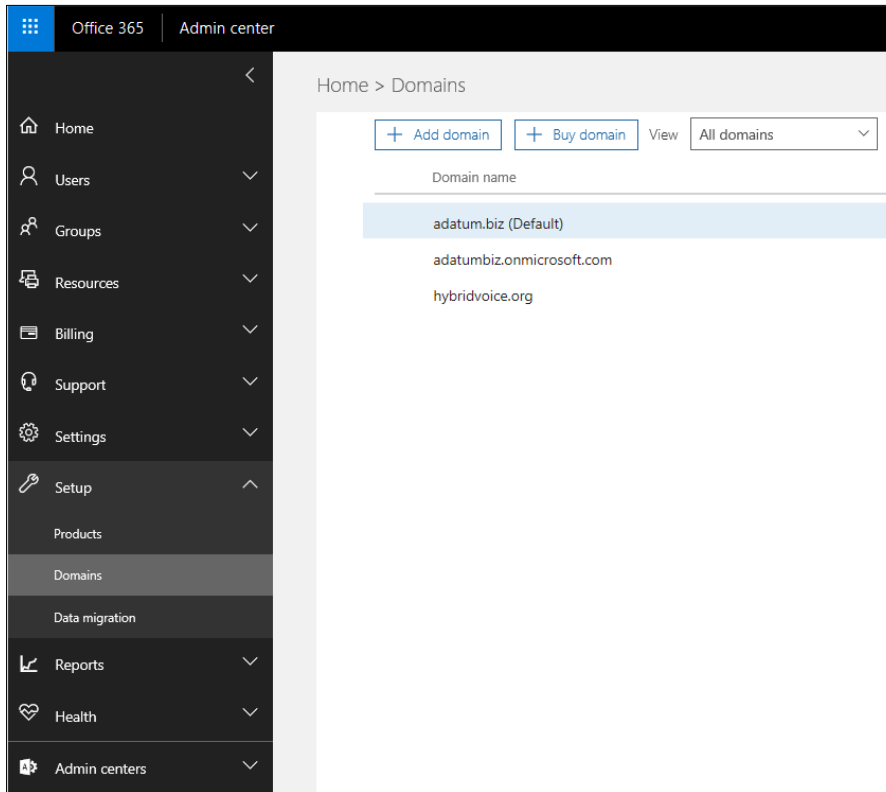 Office 365 Admin center
Home > Domains
Home
Users
Groups
Resources
Billing
Support
Settings
Setup
Products
Domains
Data migration
Reports
Health
Admin centers
Add domain Buy domain View All domains
Domain name
adatum.biz (Default)
adatumbiz.onmicrosoft.com
hybridvoice.org